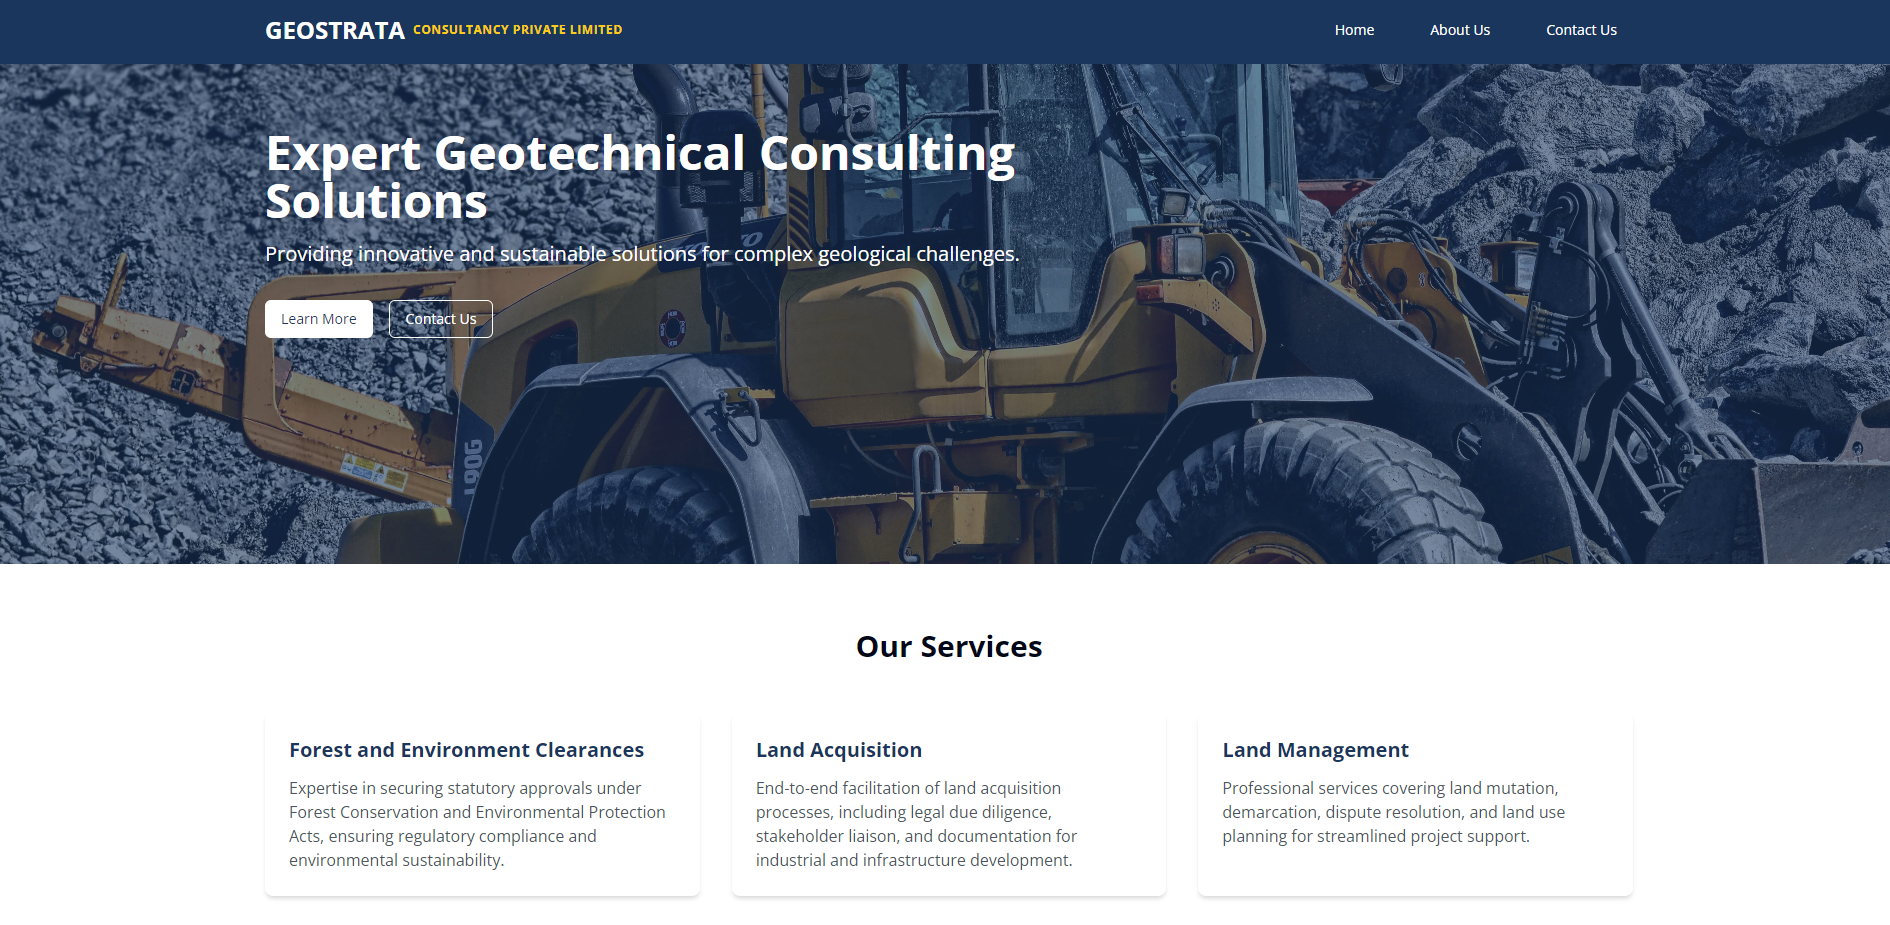 GEOSTRATA CONSULTANCY PRIVATE LIMITED
Home About Us Contact Us
Expert Geotechnical Consulting
Solutions
Providing innovative and sustainable solutions for complex geological challenges.
Learn More Contact Us
L90G
Our Services
Forest and Environment Clearances
Expertise in securing statutory approvals under
Forest Conservation and Environmental Protection
Acts, ensuring regulatory compliance and
environmental sustainability.
Land Acquisition
End-to-end facilitation of land acquisition
processes, including legal due diligence,
stakeholder liaison, and documentation for
industrial and infrastructure development.
Land Management
Professional services covering land mutation,
demarcation, dispute resolution, and land use
planning for streamlined project support.